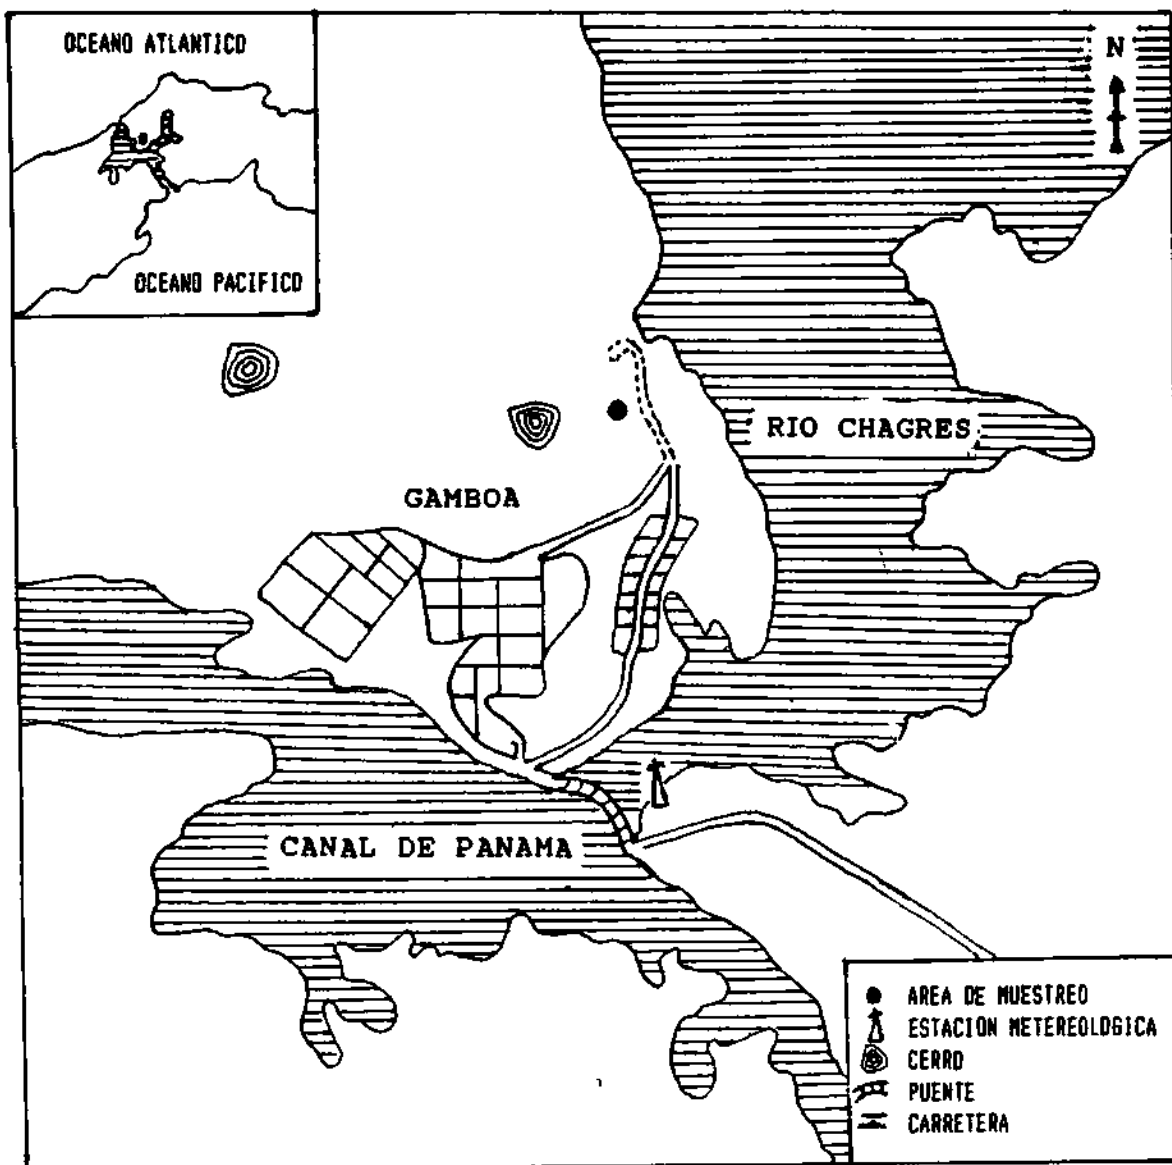 OCEANO ATLANTICO
OCEANO PACIFICO
N
RIO CHAGRES
GAMBOA
CANAL DE PANAMA
AREA DE MUESTREO
ESTACION METEREOLOGICA
CERRO
PUENTE
CARRETERA